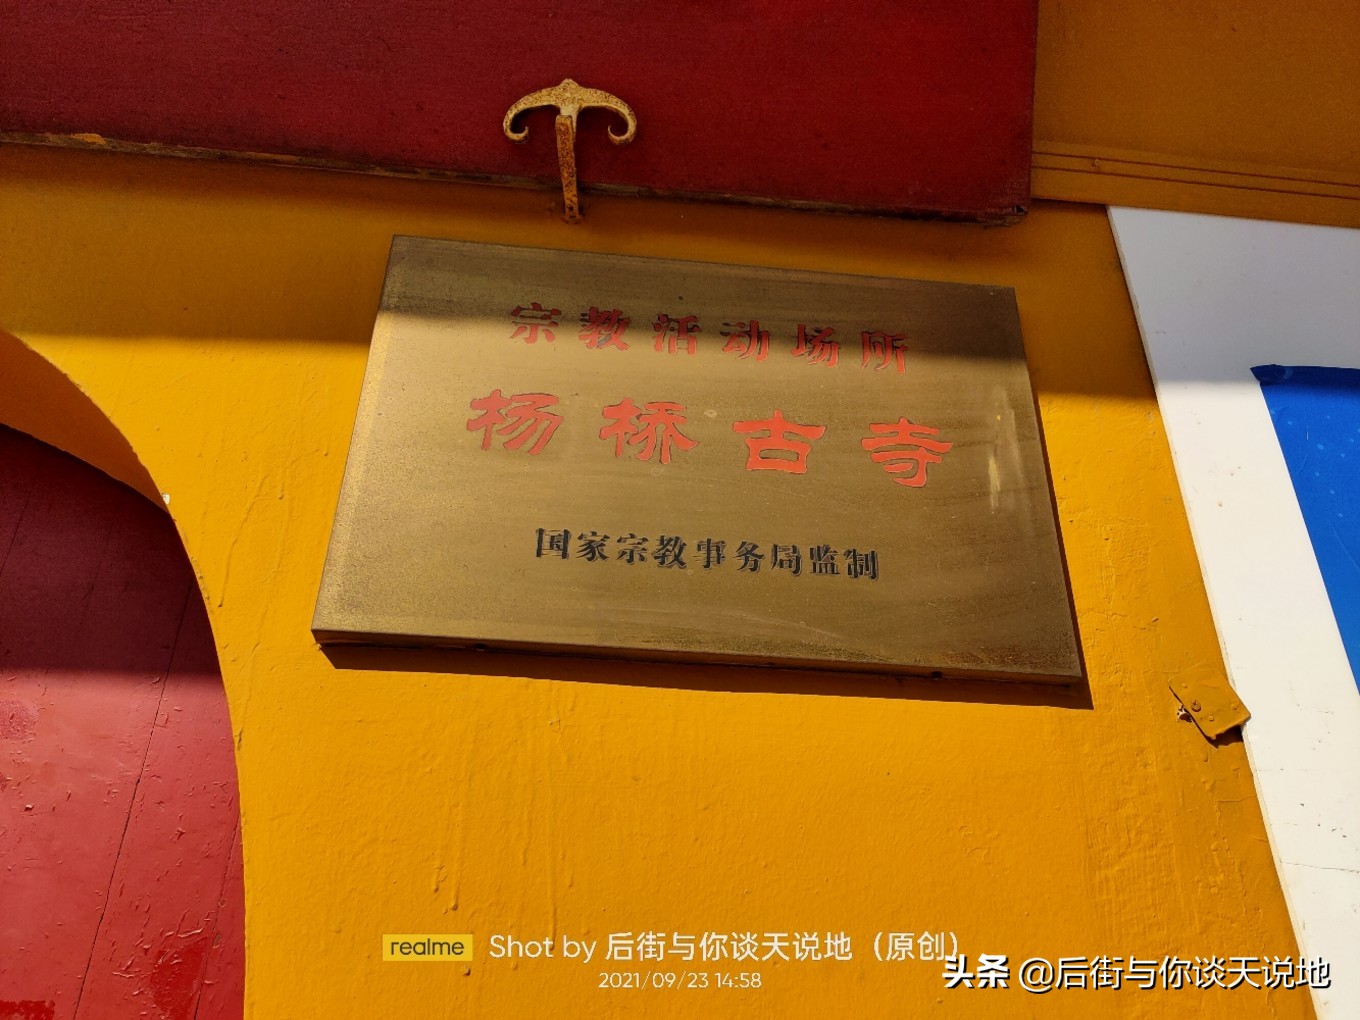 宗教活动场所
杨桥古寺
国家宗教事务局监制
realme Shot by 后街与你谈天说地（原创）
2021/09/23 14:58
头条 @后街与你谈天说地